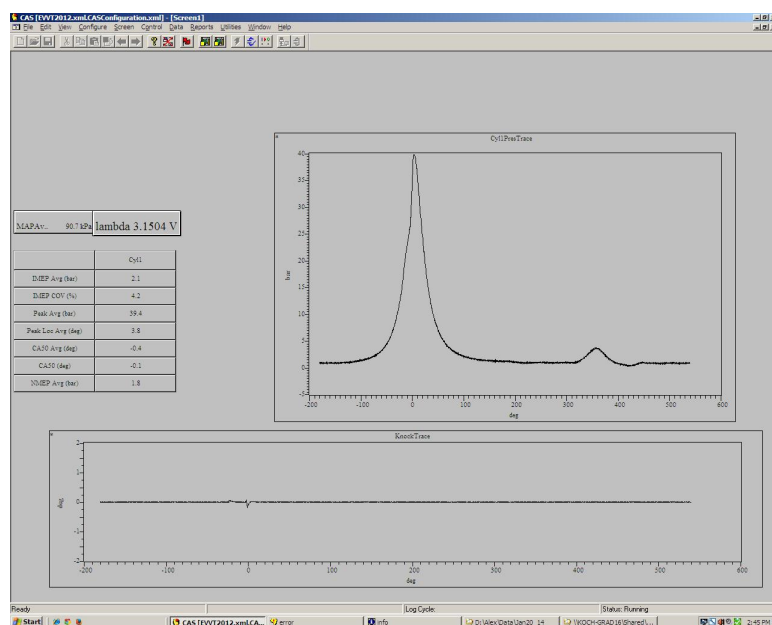 CAS [EVVT2012.xml.CASConfiguration.xml] - [Screen1]
File Edit View Configure Screen Control Data Reports Utilities Window Help
Cyl1PresTrace
40
35
30
25
20
15
10
5
0
-5
bar
-200 -100 0 100 200 300 400 500 600
deg
MAPAv.. 90.7 kPa lambda 3.1504 V
Cyl1
IMEP Avg (bar) 2.1
IMEP COV (%) 4.2
Peak Avg (bar) 39.4
Peak Loc Avg (deg) 3.8
CA50 Avg (deg) -0.4
CA50 (deg) -0.1
NMEP Avg (bar) 1.8
KnockTrace
2
1
0
-1
-2
deg
-200 -100 0 100 200 300 400 500 600
deg
Ready Log Cycle: Status: Running
Start CAS [EVVT2012.xml.CA... error info D:\Alex\Data\Jan20_14 \\KOCH-GRAD16\Shared\... 2:45 PM